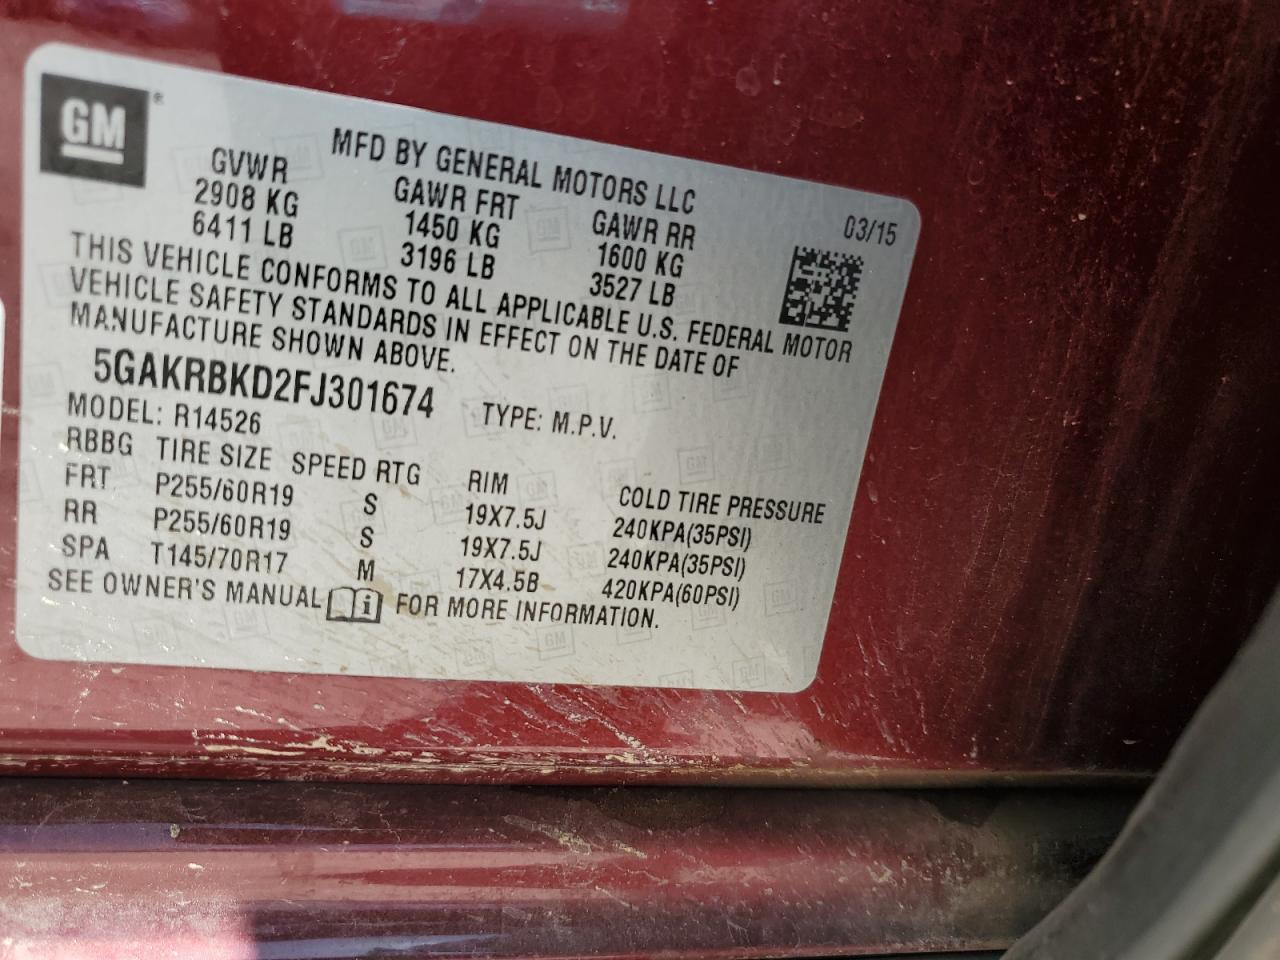 GM ®
MFD BY GENERAL MOTORS LLC
03/15
GVWR GAWR FRT GAWR RR
2908 KG 1450 KG 1600 KG
6411 LB 3196 LB 3527 LB
THIS VEHICLE CONFORMS TO ALL APPLICABLE U.S. FEDERAL MOTOR
VEHICLE SAFETY STANDARDS IN EFFECT ON THE DATE OF
MANUFACTURE SHOWN ABOVE.
5GAKRBKD2FJ301674 TYPE: M.P.V.
MODEL: R14526
RBBG TIRE SIZE SPEED RTG RIM COLD TIRE PRESSURE
FRT P255/60R19 S 19X7.5J 240KPA(35PSI)
RR P255/60R19 S 19X7.5J 240KPA(35PSI)
SPA T145/70R17 M 17X4.5B 420KPA(60PSI)
SEE OWNER'S MANUAL i FOR MORE INFORMATION.